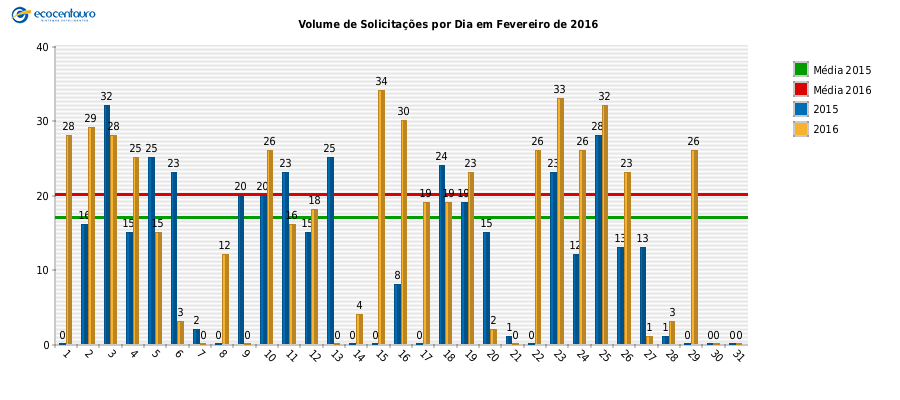 ecocentauro
Volume de Solicitações por Dia em Fevereiro de 2016
40
30
20
10
0
Média 2015
Média 2016
2015
2016
0 28 16 29 32 28 15 25 25 15 23 3 2 0 0 12 20 0 20 26 23 16 15 18 25 0 0 4 0 34 8 30 0 19 24 19 19 23 15 2 1 0 0 26 23 33 12 26 28 32 13 23 13 1 1 3 0 26 0 0 0 0
1 2 3 4 5 6 7 8 9 10 11 12 13 14 15 16 17 18 19 20 21 22 23 24 25 26 27 28 29 30 31